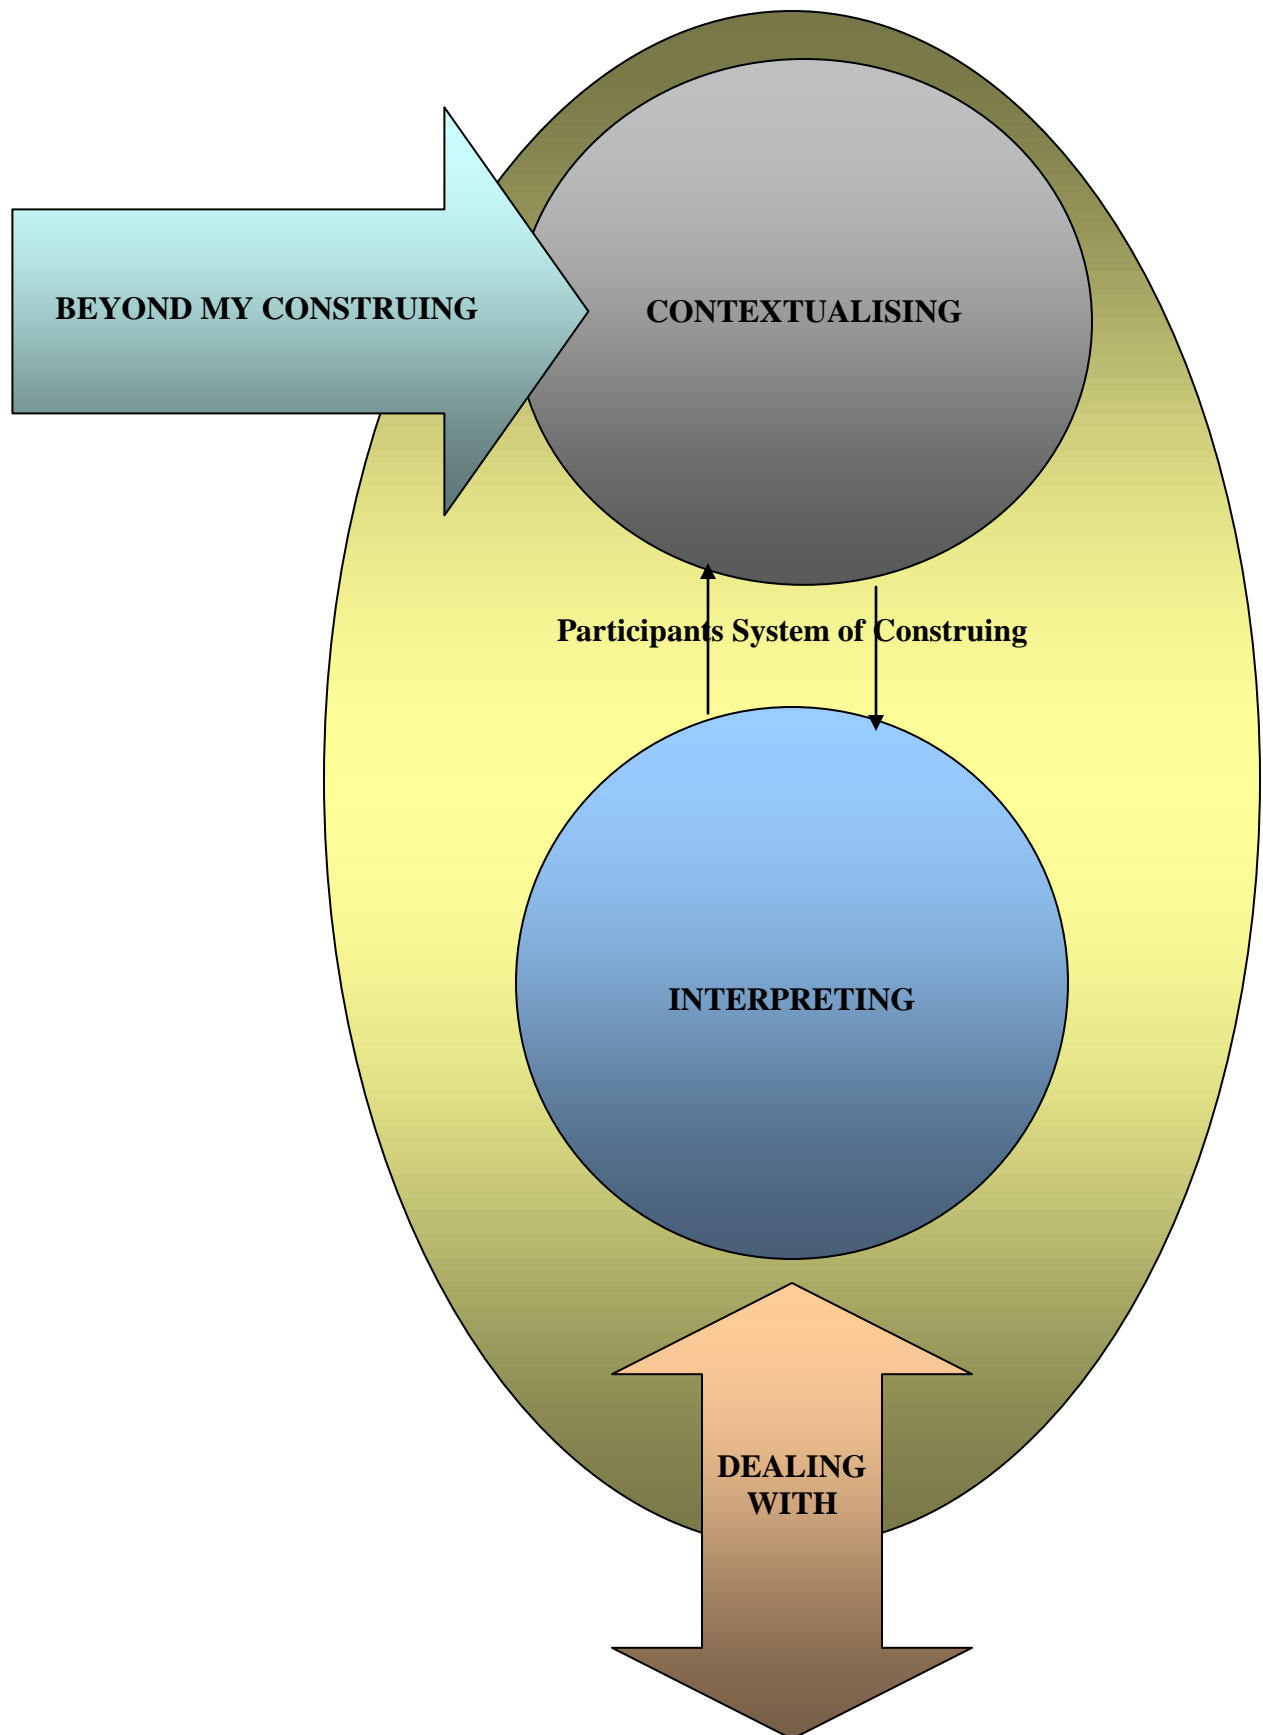 BEYOND MY CONSTRUING
CONTEXTUALISING
Participants System of Construing
INTERPRETING
DEALING
WITH